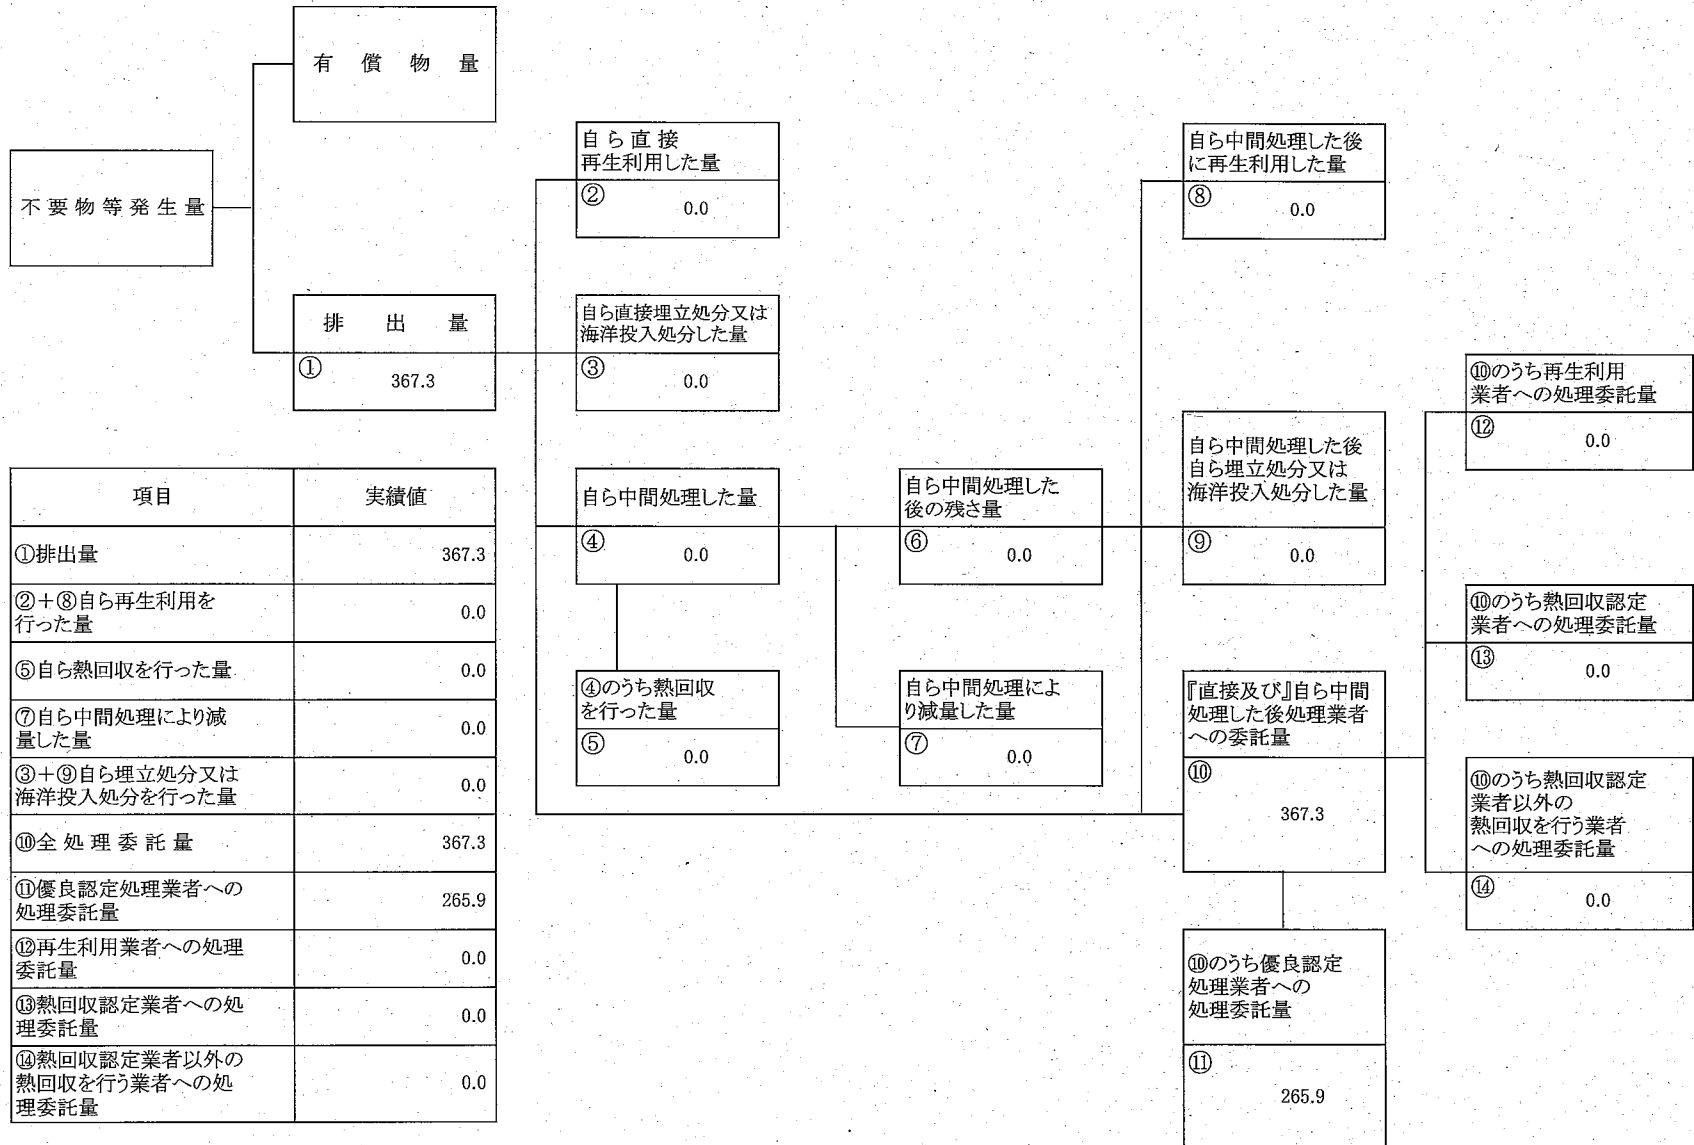 有 償 物 量
不 要 物 等 発 生 量
排 出 量
① 367.3
自 ら 直 接
再生利用した量
② 0.0
自ら直接埋立処分又は
海洋投入処分した量
③ 0.0
自ら中間処理した量
④ 0.0
④のうち熱回収
を行った量
⑤ 0.0
自ら中間処理した
後の残さ量
⑥ 0.0
自ら中間処理によ
り減量した量
⑦ 0.0
自ら中間処理した後
に再生利用した量
⑧ 0.0
自ら中間処理した後
自ら埋立処分又は
海洋投入処分した量
⑨ 0.0
『直接及び』自ら中間
処理した後処理業者
への委託量
⑩
367.3
⑩のうち優良認定
処理業者への
処理委託量
⑪
265.9
⑩のうち再生利用
業者への処理委託量
⑫ 0.0
⑩のうち熱回収認定
業者への処理委託量
⑬ 0.0
⑩のうち熱回収認定
業者以外の
熱回収を行う業者
への処理委託量
⑭ 0.0
項目 実績値
①排出量 367.3
②+⑧自ら再生利用を
行った量 0.0
⑤自ら熱回収を行った量 0.0
⑦自ら中間処理により減
量した量 0.0
③+⑨自ら埋立処分又は
海洋投入処分を行った量 0.0
⑩全 処 理 委 託 量 367.3
⑪優良認定処理業者への
処理委託量 265.9
⑫再生利用業者への処理
委託量 0.0
⑬熱回収認定業者への処
理委託量 0.0
⑭熱回収認定業者以外の
熱回収を行う業者への処
理委託量 0.0